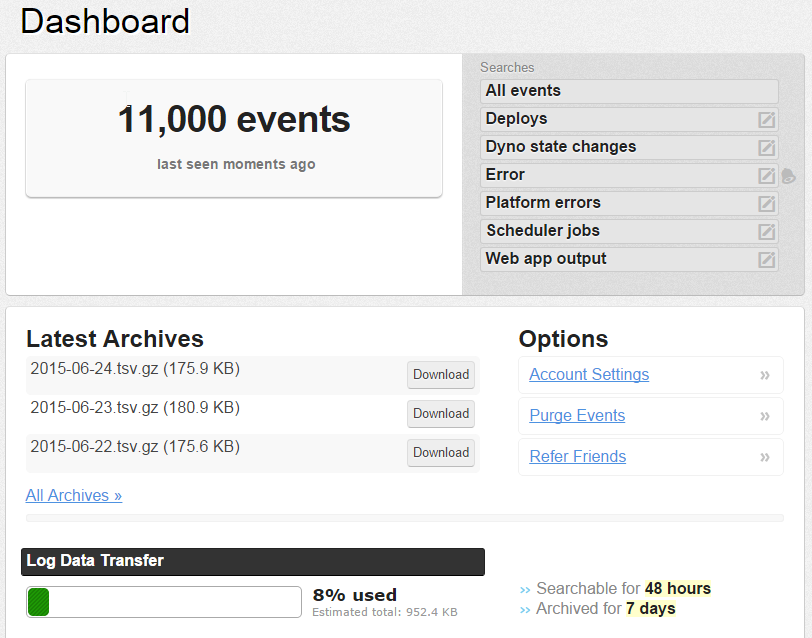 Dashboard
11,000 events
last seen moments ago
Searches
All events
Deploys
Dyno state changes
Error
Platform errors
Scheduler jobs
Web app output
Latest Archives
2015-06-24.tsv.gz (175.9 KB) Download
2015-06-23.tsv.gz (180.9 KB) Download
2015-06-22.tsv.gz (175.6 KB) Download
All Archives »
Options
Account Settings »
Purge Events »
Refer Friends »
Log Data Transfer
8% used
Estimated total: 952.4 KB
›› Searchable for 48 hours
›› Archived for 7 days